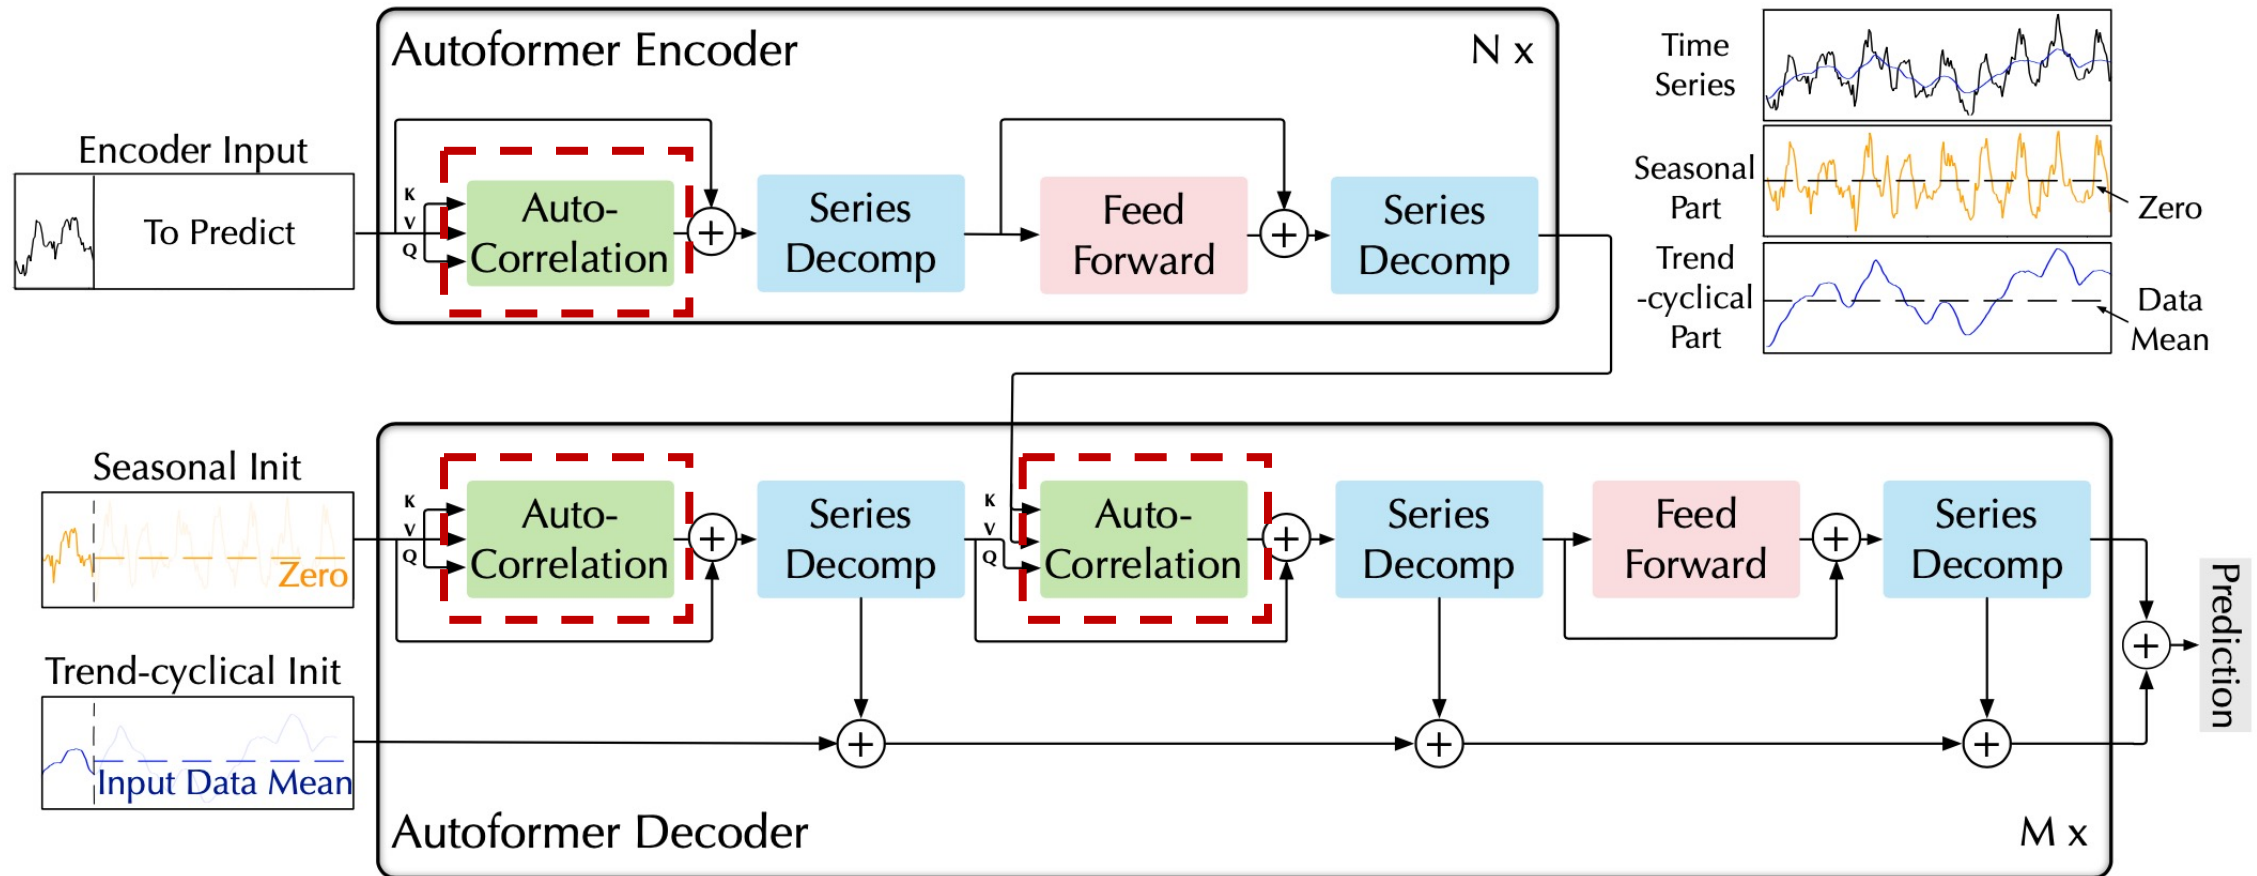 Autoformer Encoder
N x
Encoder Input
To Predict
K
V
Q
Auto-
Correlation
+
Series
Decomp
Feed
Forward
+
Series
Decomp
Time
Series
Seasonal
Part
Zero
Trend
-cyclical
Part
Data
Mean
Seasonal Init
Zero
K
V
Q
Auto-
Correlation
+
Series
Decomp
K
V
Q
Auto-
Correlation
+
Series
Decomp
Feed
Forward
+
Series
Decomp
+
Prediction
Trend-cyclical Init
Input Data Mean
+
+
+
Autoformer Decoder
M x